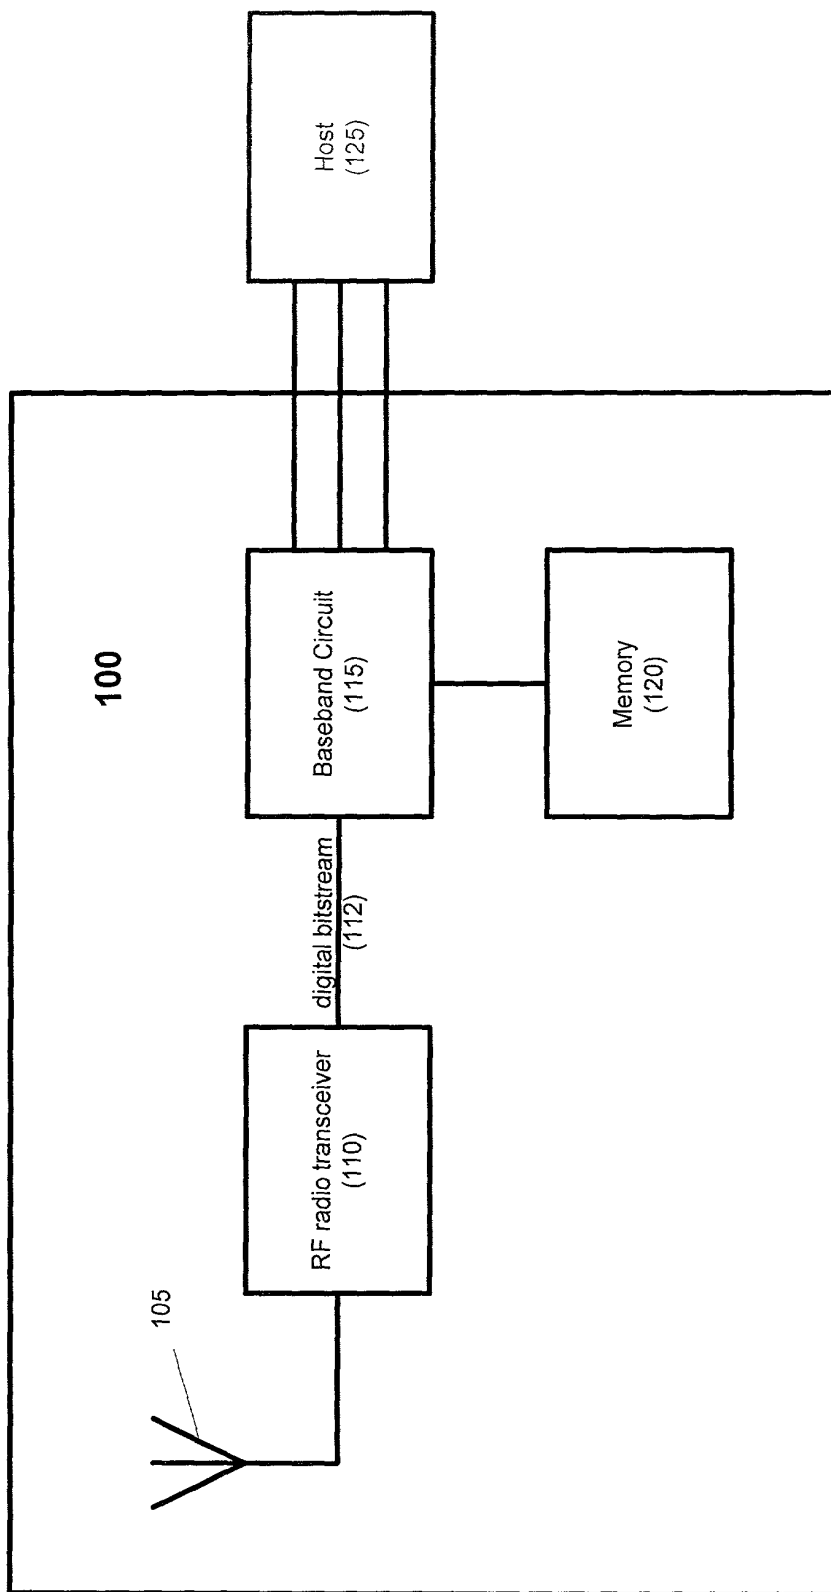 100
105
RF radio transceiver
(110)
digital bitstream
(112)
Baseband Circuit
(115)
Memory
(120)
Host
(125)